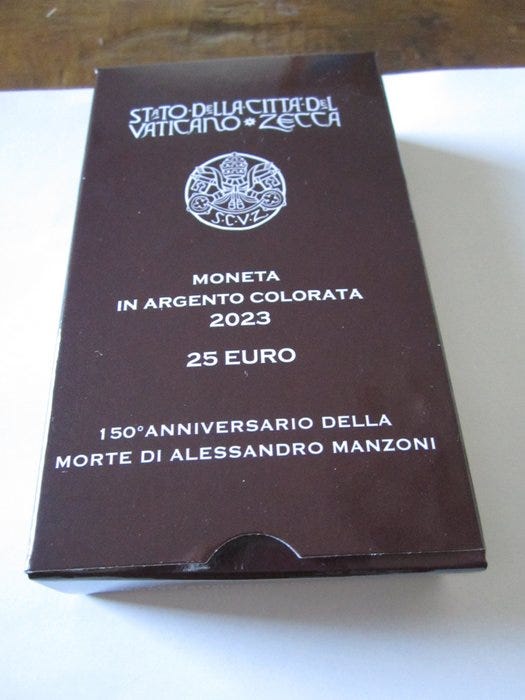 STATO·DELLA·CITTÀ·DEL
VATICANO * ZECCA
S.C.V.Z.
MONETA
IN ARGENTO COLORATA
2023
25 EURO
150° ANNIVERSARIO DELLA
MORTE DI ALESSANDRO MANZONI